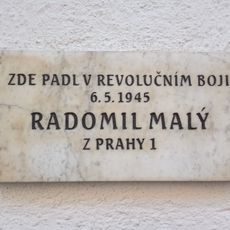 ZDE PADL V REVOLUČNÍM BOJI
6.5.1945
RADOMIL MALÝ
Z PRAHY 1